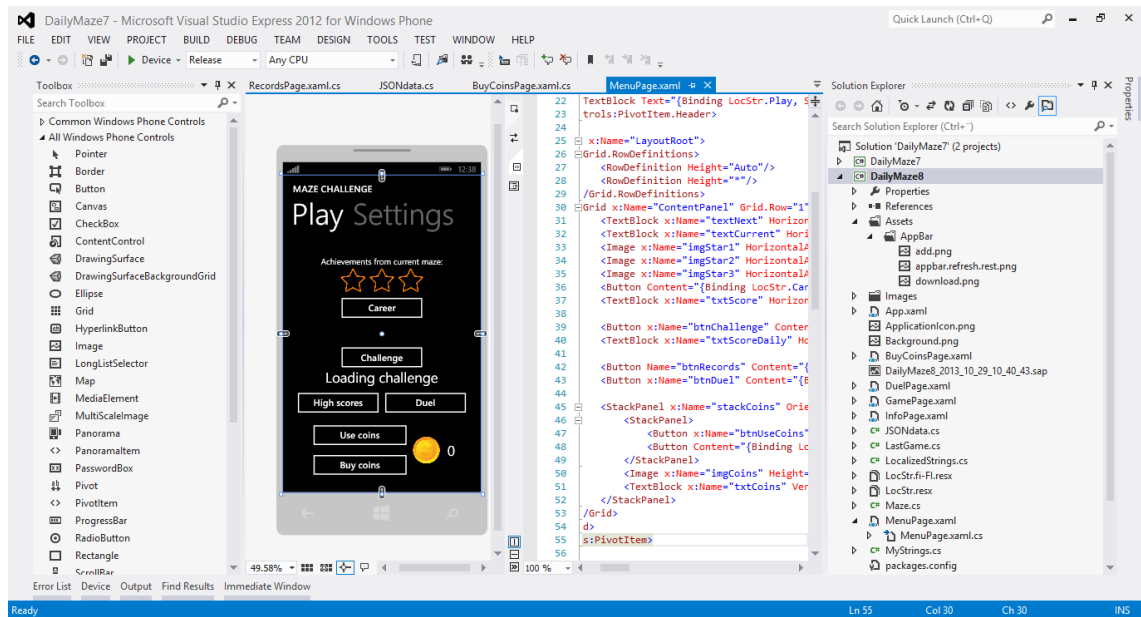 DailyMaze7 - Microsoft Visual Studio Express 2012 for Windows Phone
Quick Launch (Ctrl+Q)
FILE EDIT VIEW PROJECT BUILD DEBUG TEAM DESIGN TOOLS TEST WINDOW HELP
Device - Release Any CPU
Toolbox
Search Toolbox
Common Windows Phone Controls
All Windows Phone Controls
Pointer
Border
Button
Canvas
CheckBox
ContentControl
DrawingSurface
DrawingSurfaceBackgroundGrid
Ellipse
Grid
HyperlinkButton
Image
LongListSelector
Map
MediaElement
MultiScaleImage
Panorama
PanoramaItem
PasswordBox
Pivot
PivotItem
ProgressBar
RadioButton
Rectangle
ScrollBar
RecordsPage.xaml.cs JSONdata.cs BuyCoinsPage.xaml.cs MenuPage.xaml
12:38
MAZE CHALLENGE
Play Settings
Achievements from current maze:
Career
Challenge
Loading challenge
High scores Duel
Use coins
0
Buy coins
49.58%
22 TextBlock Text="{Binding LocStr.Play, S
23 trols:PivotItem.Header>
24
25 x:Name="LayoutRoot">
26 Grid.RowDefinitions>
27 <RowDefinition Height="Auto"/>
28 <RowDefinition Height="*"/>
29 /Grid.RowDefinitions>
30 Grid x:Name="ContentPanel" Grid.Row="1"
31 <TextBlock x:Name="textNext" Horizon
32 <TextBlock x:Name="textCurrent" Hori
33 <Image x:Name="imgStar1" HorizontalA
34 <Image x:Name="imgStar2" HorizontalA
35 <Image x:Name="imgStar3" HorizontalA
36 <Button Content="{Binding LocStr.Car
37 <TextBlock x:Name="txtScore" Horizon
38
39 <Button x:Name="btnChallenge" Conten
40 <TextBlock x:Name="txtScoreDaily" Ho
41
42 <Button Name="btnRecords" Content="{
43 <Button x:Name="btnDuel" Content="{B
44
45 <StackPanel x:Name="stackCoins" Orie
46 <StackPanel>
47 <Button x:Name="btnUseCoins"
48 <Button Content="{Binding Lo
49 </StackPanel>
50 <Image x:Name="imgCoins" Height=
51 <TextBlock x:Name="txtCoins" Ver
52 </StackPanel>
53 /Grid>
54 d>
55 s:PivotItem>
56
100 %
Solution Explorer
Search Solution Explorer (Ctrl+¨)
Solution 'DailyMaze7' (2 projects)
DailyMaze7
DailyMaze8
Properties
References
Assets
AppBar
add.png
appbar.refresh.rest.png
download.png
Images
App.xaml
ApplicationIcon.png
Background.png
BuyCoinsPage.xaml
DailyMaze8_2013_10_29_10_40_43.sap
DuelPage.xaml
GamePage.xaml
InfoPage.xaml
JSONdata.cs
LastGame.cs
LocalizedStrings.cs
LocStr.fi-FI.resx
LocStr.resx
Maze.cs
MenuPage.xaml
MenuPage.xaml.cs
MyStrings.cs
packages.config
Properties
Error List Device Output Find Results Immediate Window
Ready Ln 55 Col 30 Ch 30 INS